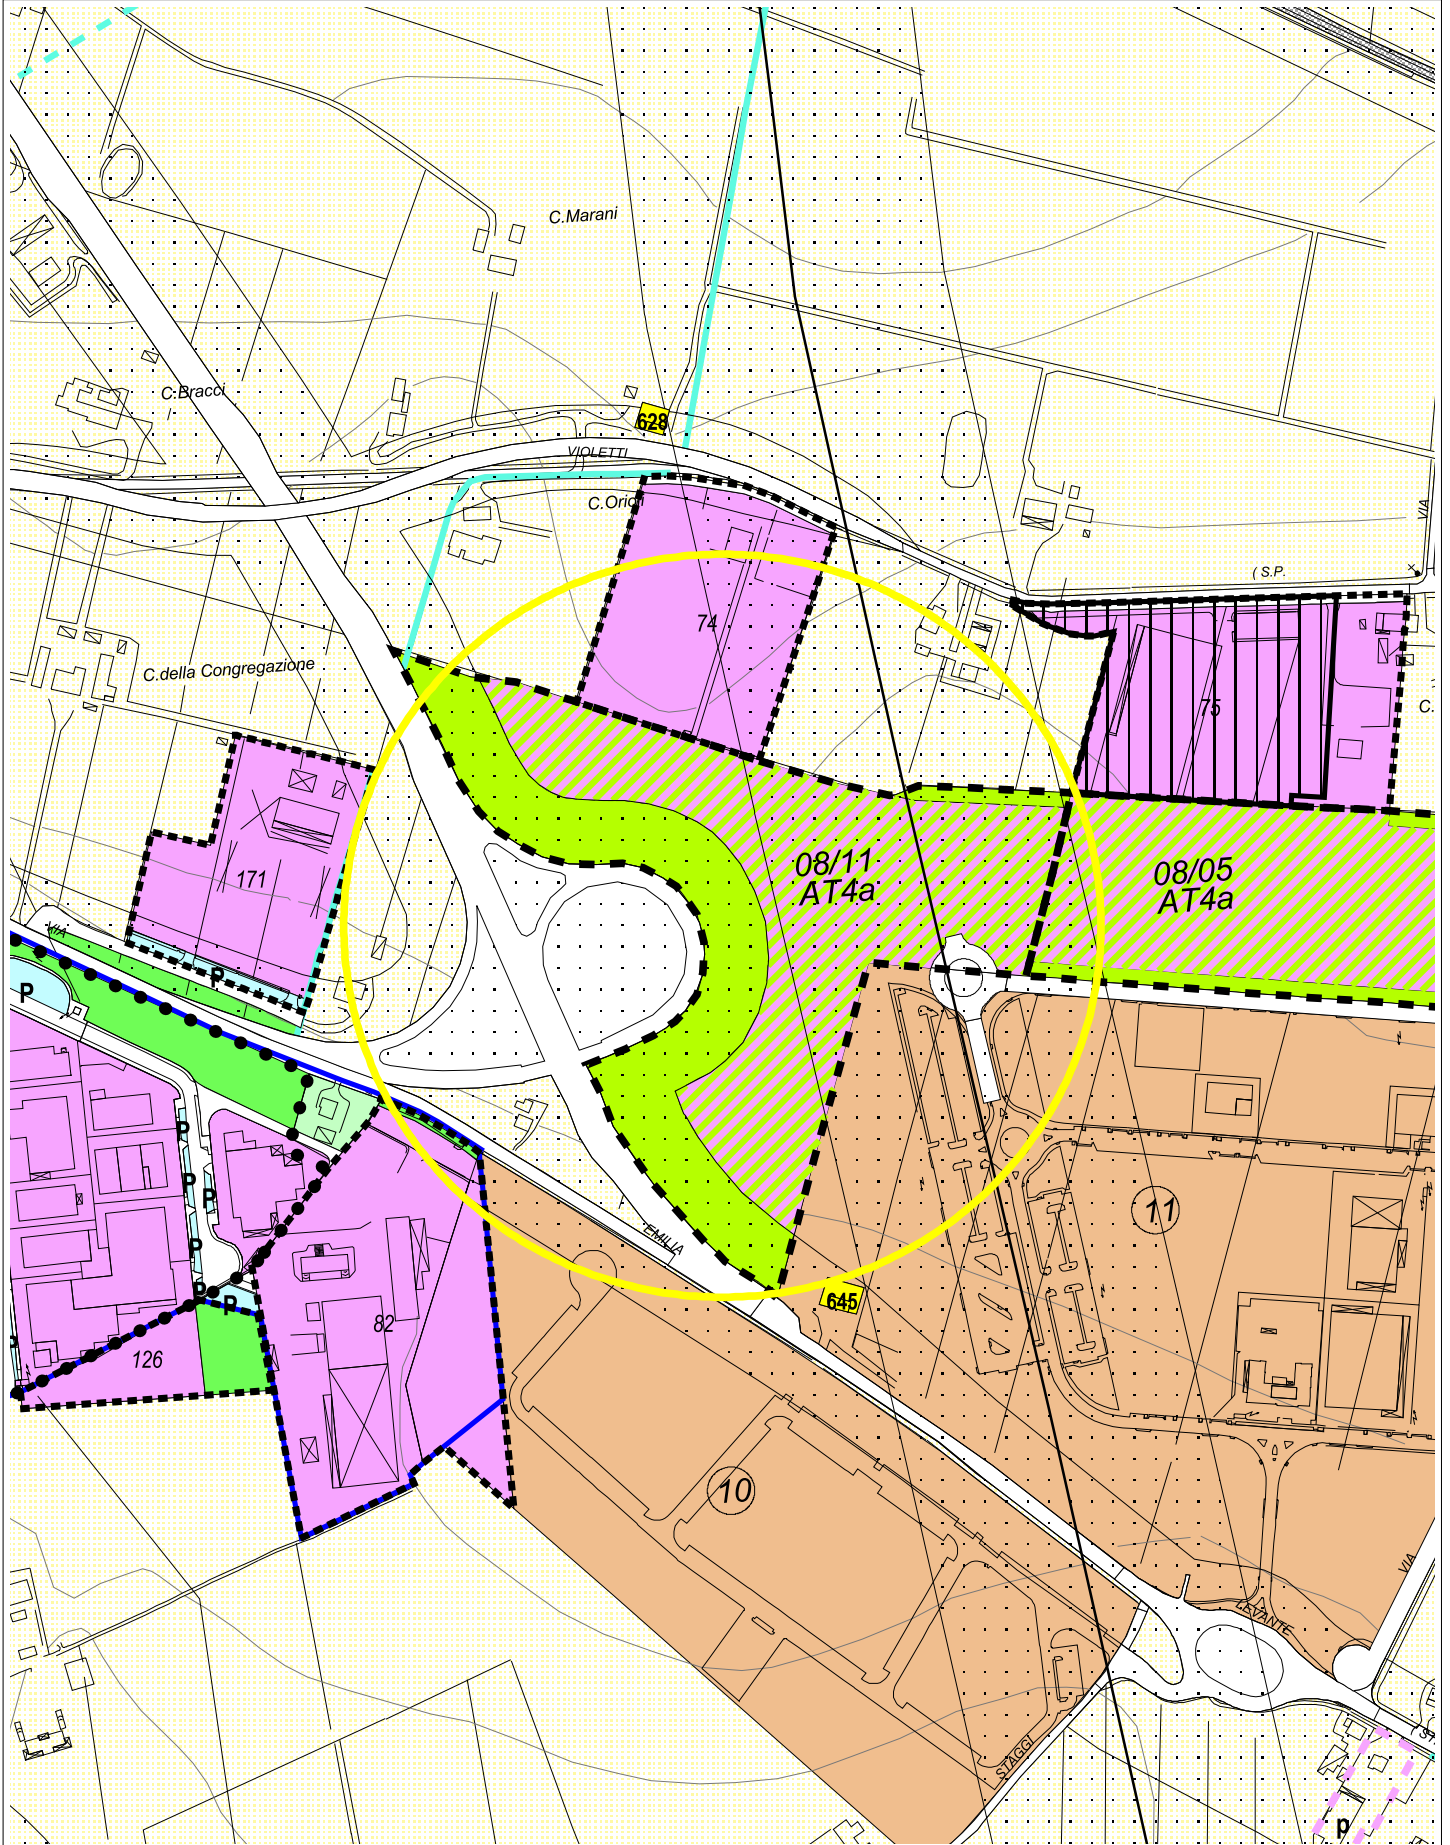 C.Marani
C.Bracci
628
VIOLETTI
C.Orioli
VIA
( S.P.
74
C.della Congregazione
75
C.
08/11
AT4a
08/05
AT4a
171
VIA
P
P
P
P
P
P
P
P
11
EMILIA
645
82
126
10
VIA
LEVANTE
STAGGI
p